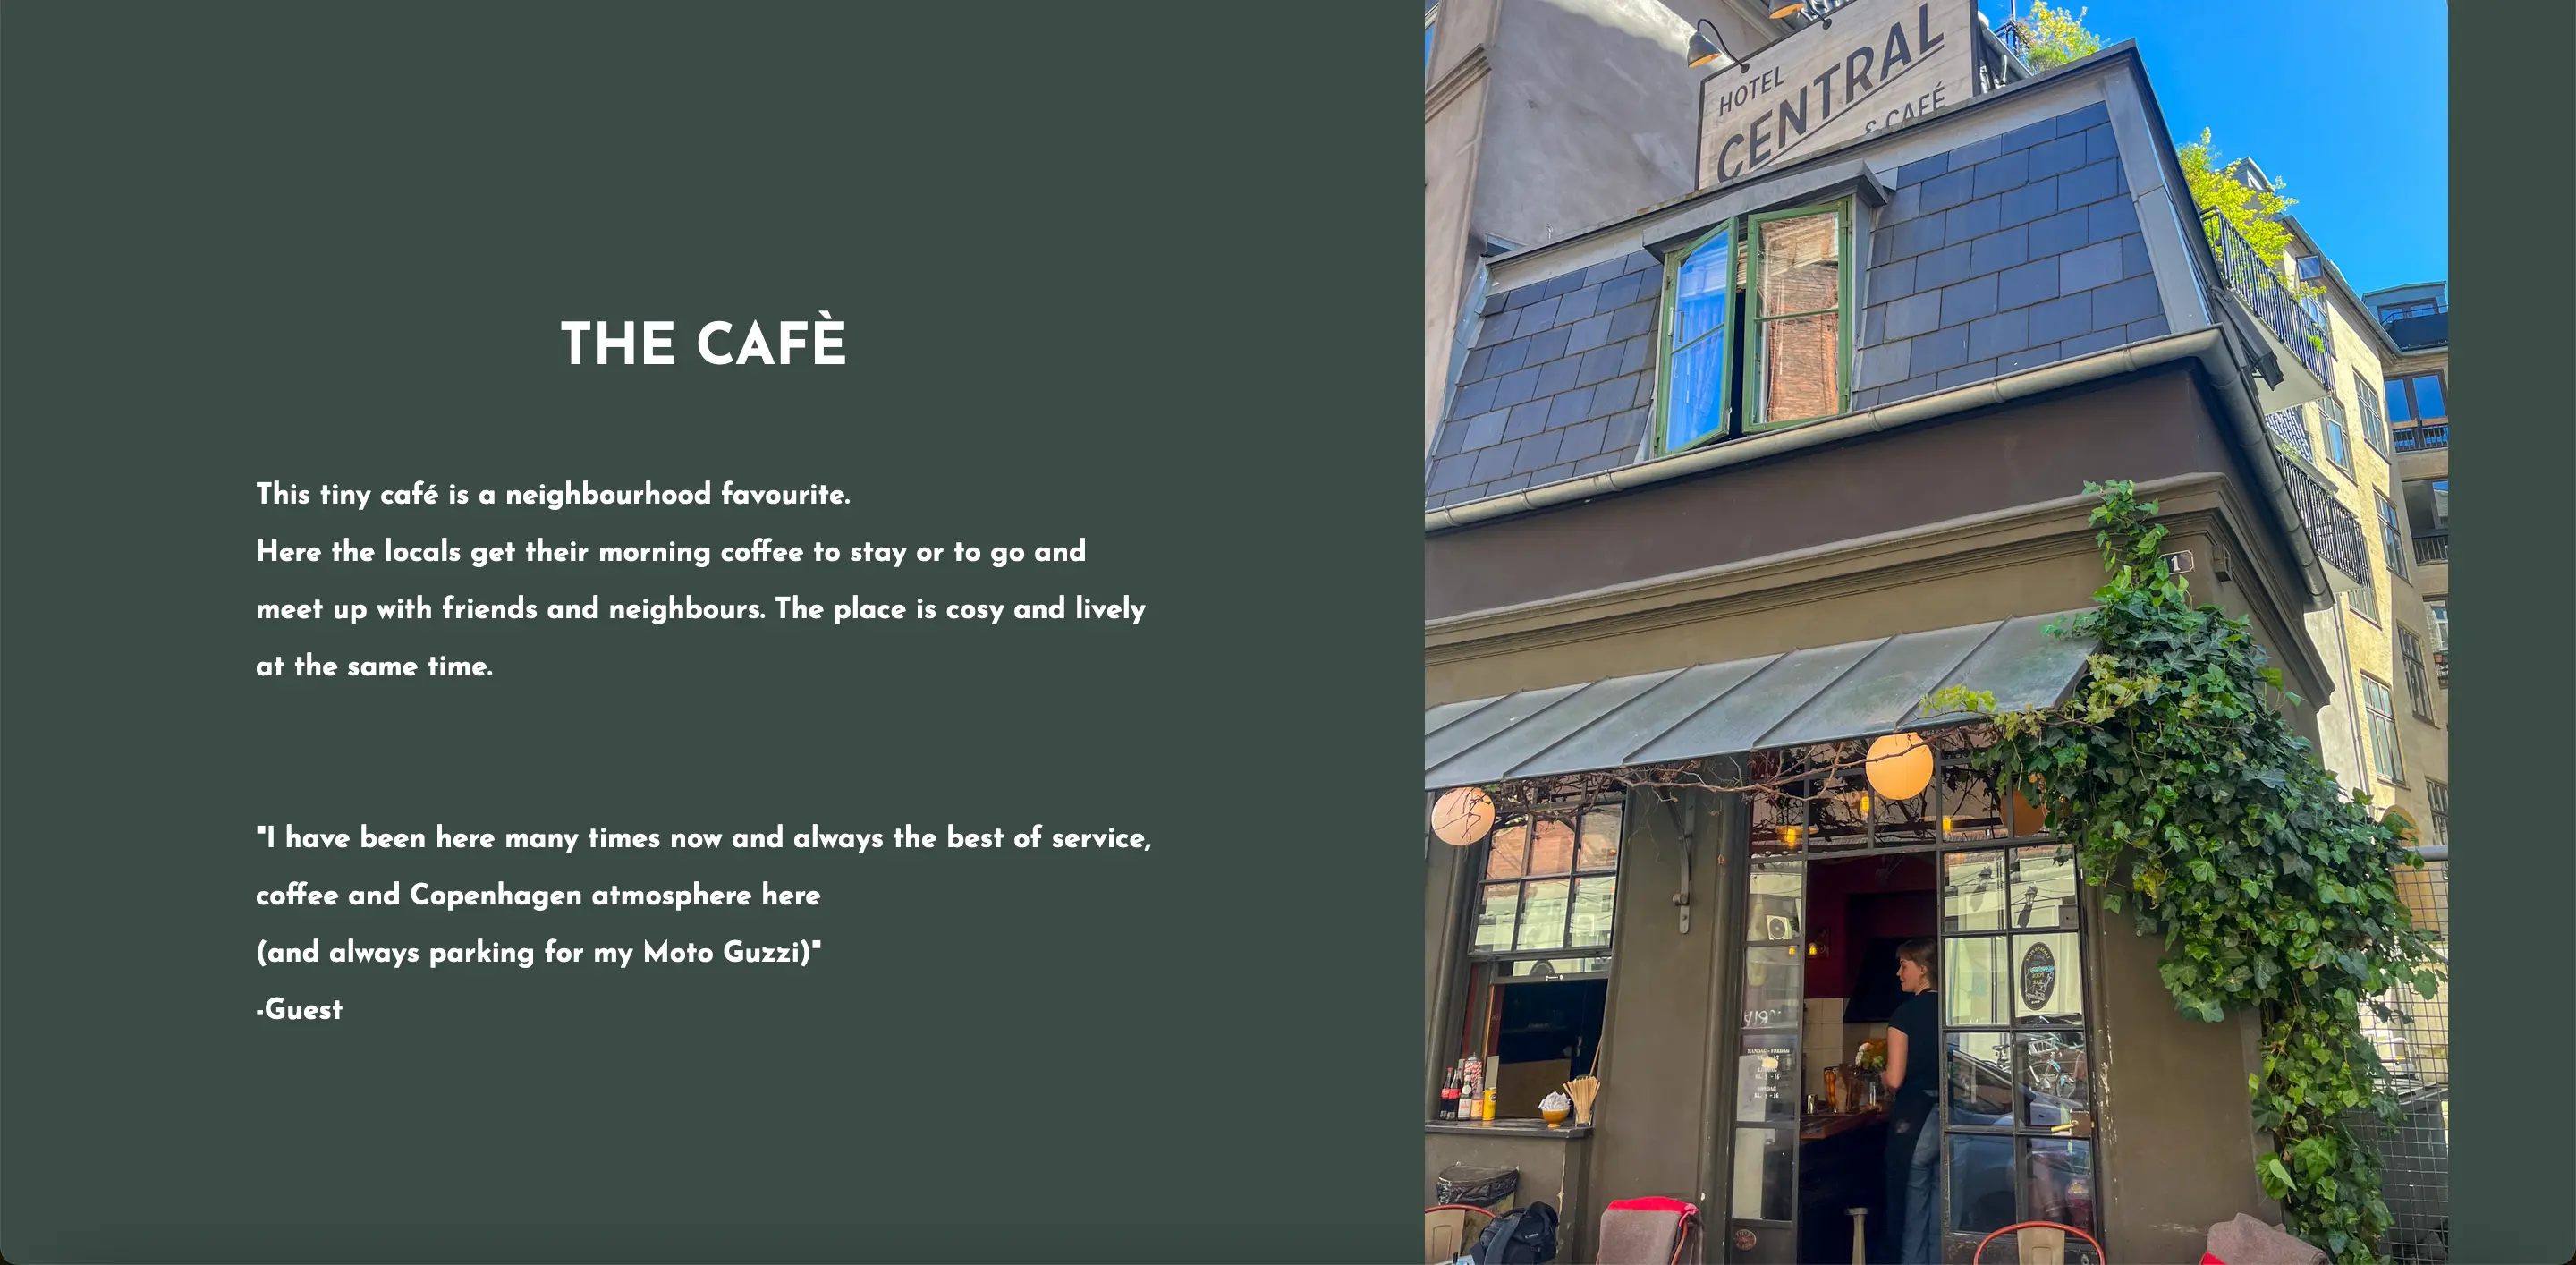 THE CAFÈ
This tiny café is a neighbourhood favourite.
Here the locals get their morning coffee to stay or to go and
meet up with friends and neighbours. The place is cosy and lively
at the same time.
"I have been here many times now and always the best of service,
coffee and Copenhagen atmosphere here
(and always parking for my Moto Guzzi)"
-Guest
HOTEL
CENTRAL
& CAFÉ
1
MANDAG - FREDAG